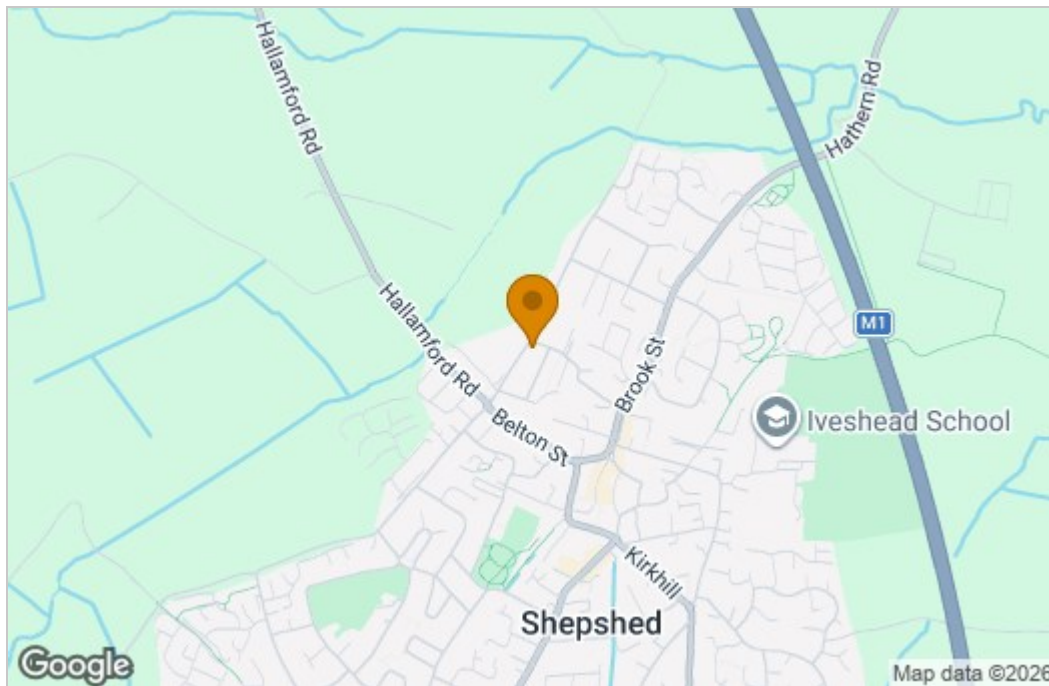 Hallamford Rd
Hathern Rd
M1
Hallamford Rd
Brook St
Belton St
Iveshead School
Kirkhill
Shepshed
Google
Map data ©2026